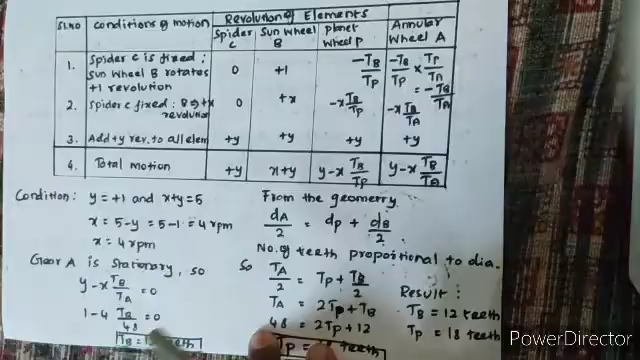 Revolution of Elements
Sl.no Conditions of motion Spider C Sun wheel B planet wheel P Annular wheel A
1. Spider C is fixed; Sun wheel B rotates +1 revolution 0 +1 -TB/TP -TB/TP × TP/TA = -TB/TA
2. Spider C fixed; B → +x revolution 0 +x -x TB/TP -x TB/TA
3. Add +y rev. to all elem +y +y +y +y
4. Total motion +y x+y y-x TB/TP y-x TB/TA
Condition: y = +1 and x+y=5
x = 5-y = 5-1 = 4 rpm
x = 4 rpm
Gear A is Stationary, so
y-x TB/TA = 0
1-4 TB/48 = 0
TB =
From the geometry
dA/2 = dp + dB/2
No. of teeth propotional to dia.
So TA/2 = TP + TB/2
TA = 2TP + TB
48 = 2TP + 12
TP =
Result:
TB = 12 teeth
TP = 18 teeth
POWERDIRECTOR